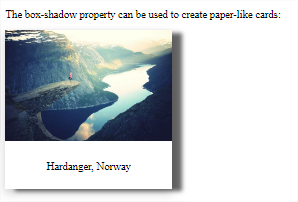 The box-shadow property can be used to create paper-like cards:
Hardanger, Norway